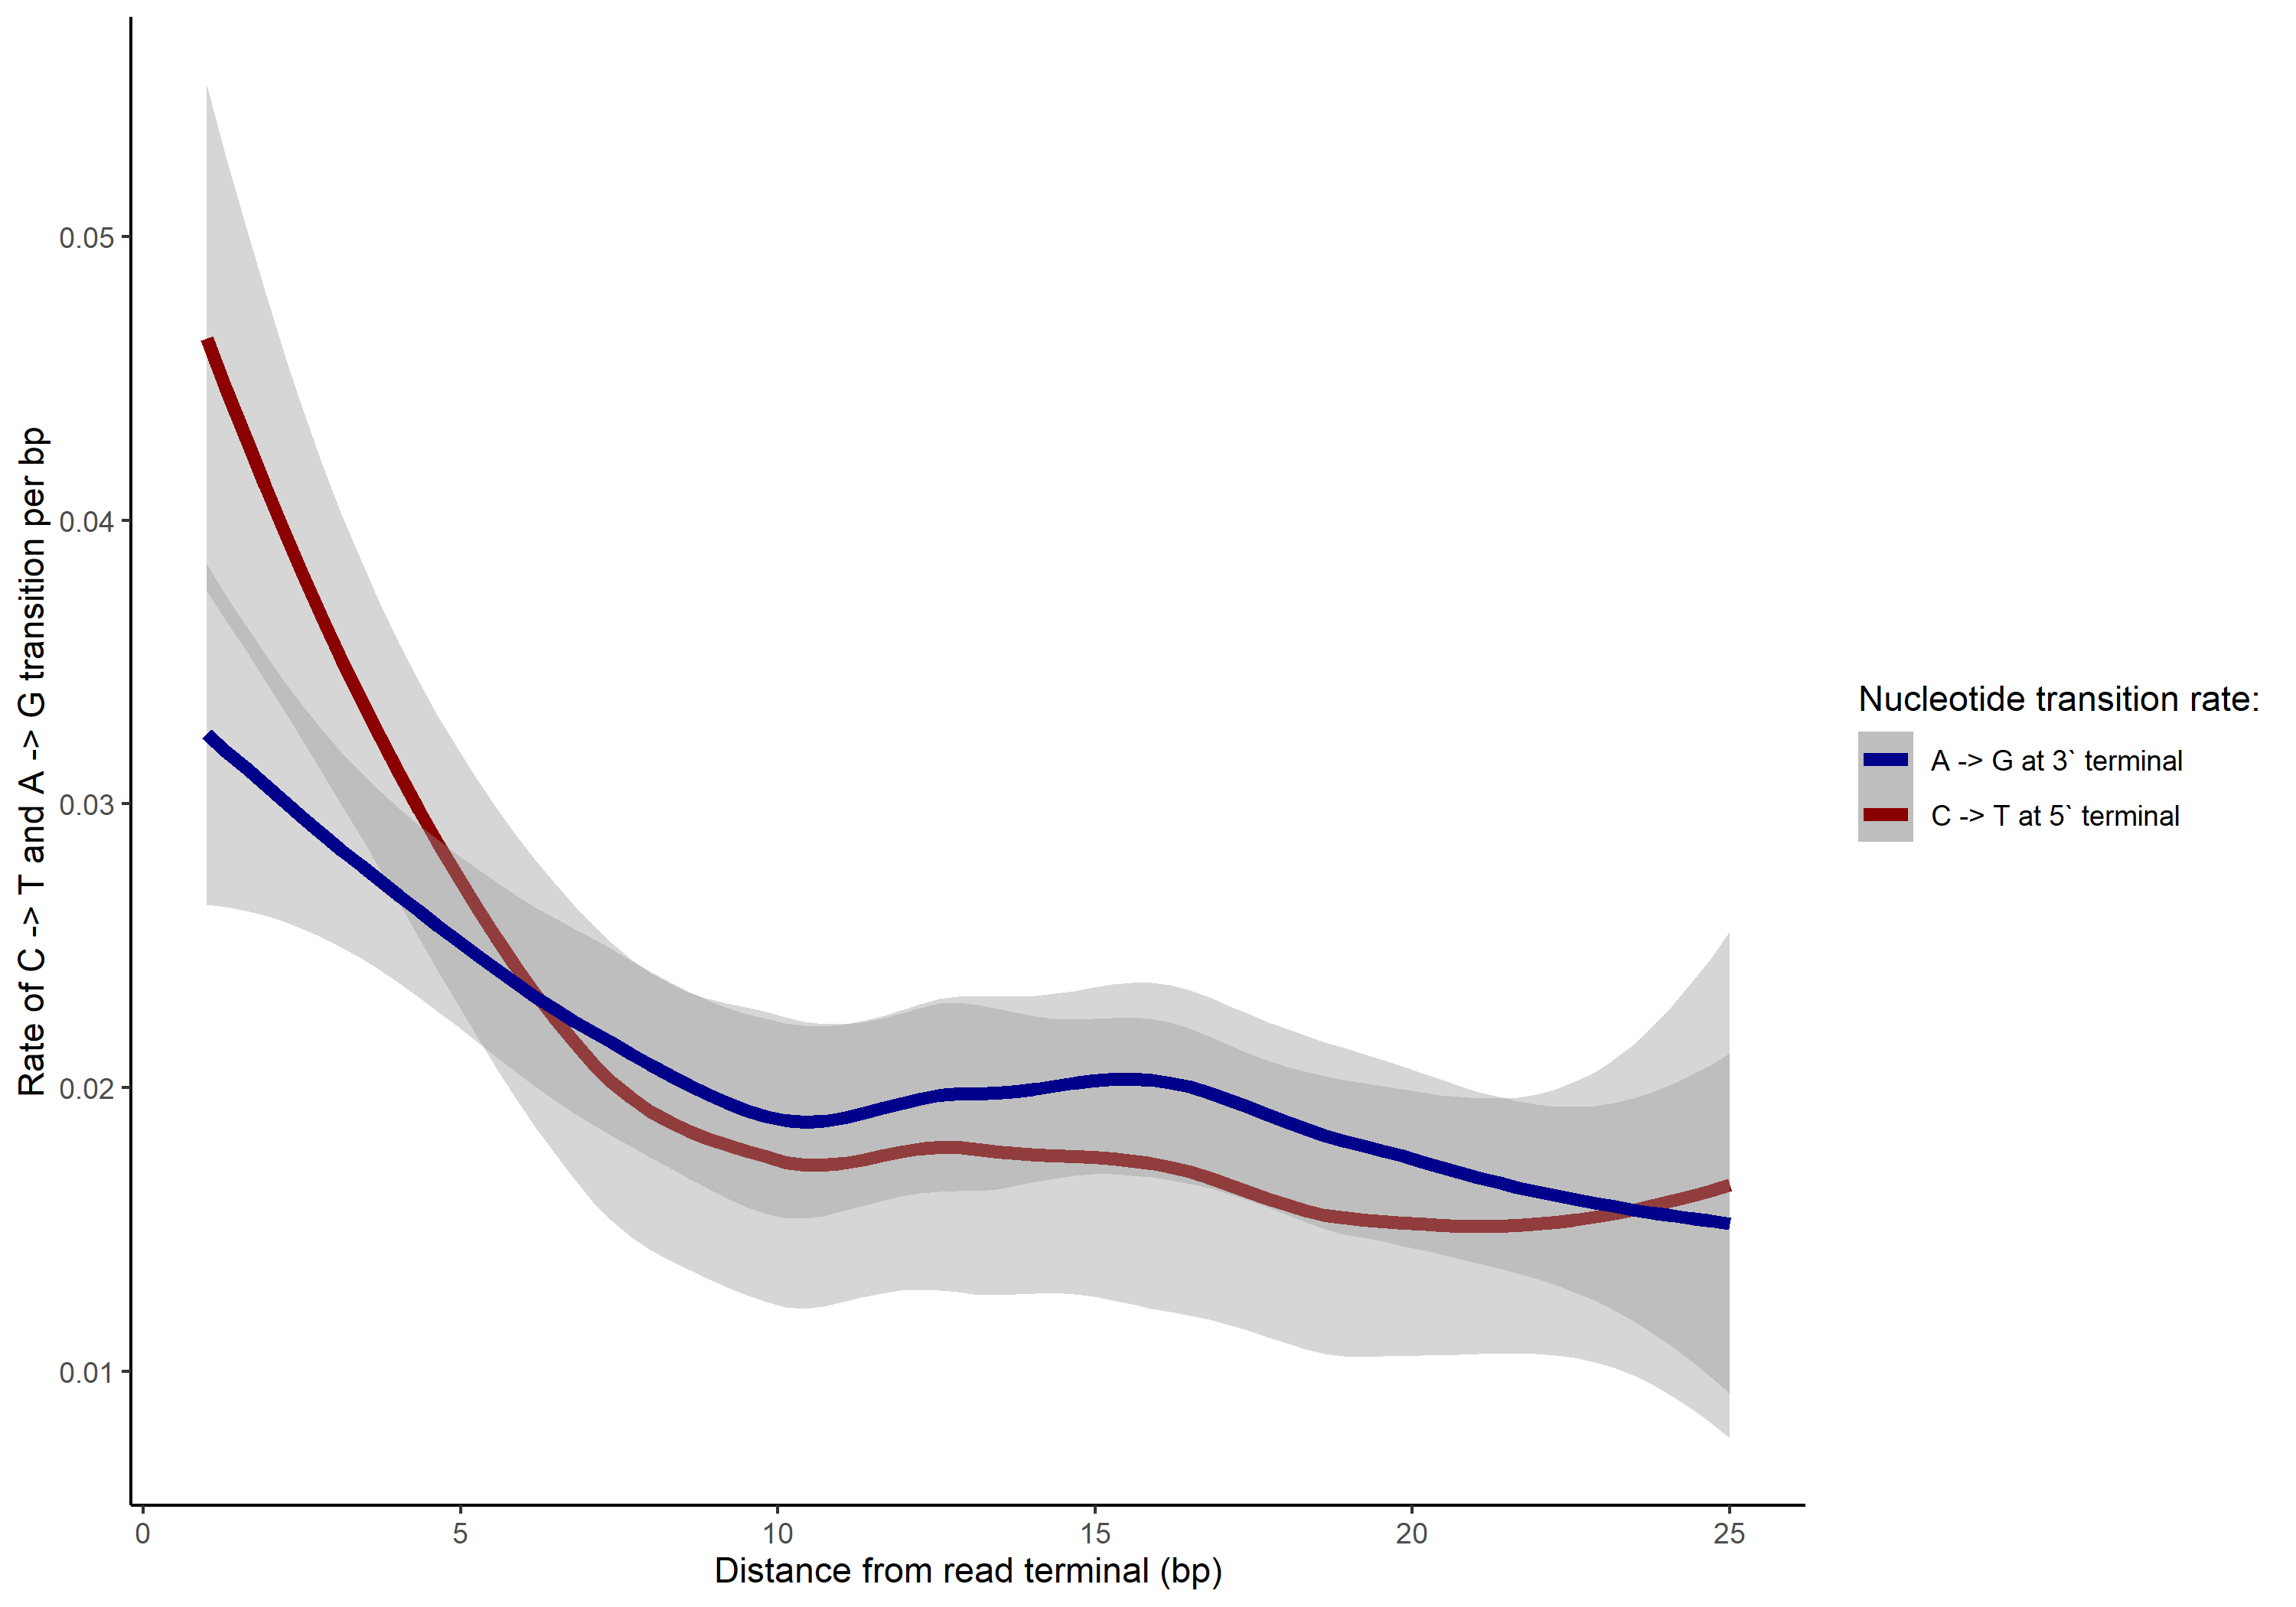 Rate of C -> T and A -> G transition per bp
0.05
0.04
0.03
0.02
0.01
0
5
10
15
20
25
Distance from read terminal (bp)
Nucleotide transition rate:
A -> G at 3` terminal
C -> T at 5` terminal